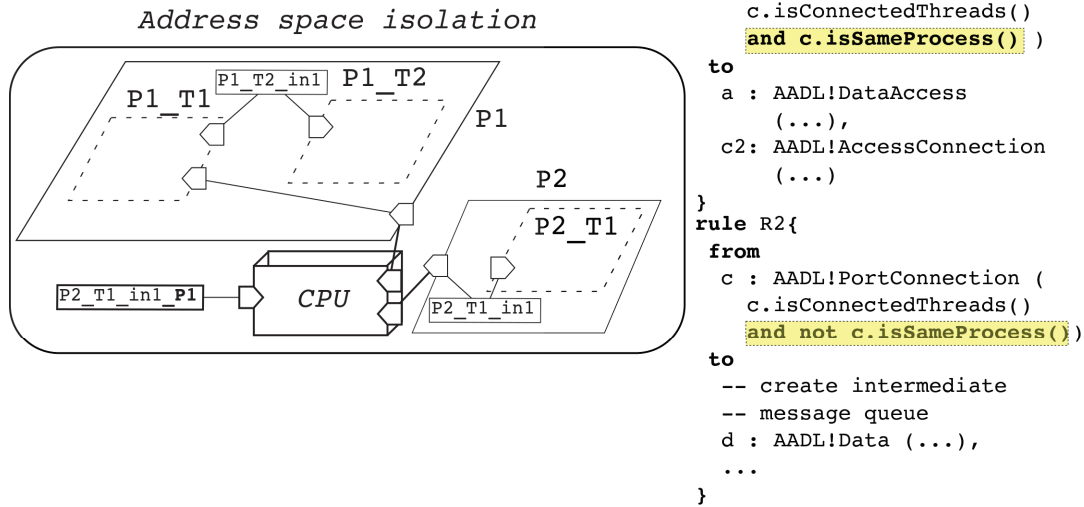 Address space isolation
P1_T2_in1
P1_T2
P1_T1
P1
P2
P2_T1
P2_T1_in1_P1
CPU
P2_T1_in1
c.isConnectedThreads()
and c.isSameProcess() )
to
a : AADL!DataAccess
(...),
c2: AADL!AccessConnection
(...)
}
rule R2{
from
c : AADL!PortConnection (
c.isConnectedThreads()
and not c.isSameProcess())
to
-- create intermediate
-- message queue
d : AADL!Data (...),
...
}